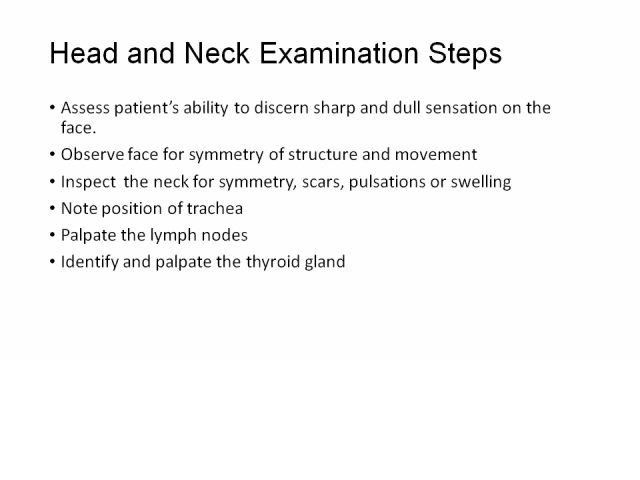 Head and Neck Examination Steps
• Assess patient’s ability to discern sharp and dull sensation on the
face.
• Observe face for symmetry of structure and movement
• Inspect  the neck for symmetry, scars, pulsations or swelling
• Note position of trachea
• Palpate the lymph nodes
• Identify and palpate the thyroid gland